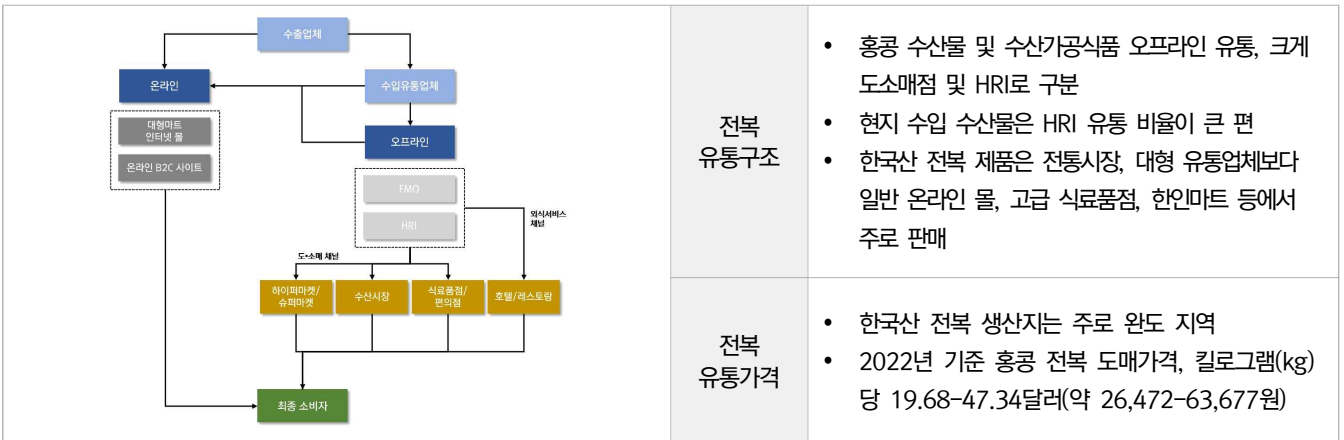 수출업체
온라인
수입유통업체
대형마트
인터넷 몰
온라인 B2C 사이트
오프라인
FMO
HRI
외식서비스
채널
도•소매 채널
하이퍼마켓/
슈퍼마켓
수산시장
식료품점/
편의점
호텔/레스토랑
최종 소비자
전복
유통구조
• 홍콩 수산물 및 수산가공식품 오프라인 유통, 크게
도소매점 및 HRI로 구분
• 현지 수입 수산물은 HRI 유통 비율이 큰 편
• 한국산 전복 제품은 전통시장, 대형 유통업체보다
일반 온라인 몰, 고급 식료품점, 한인마트 등에서
주로 판매
전복
유통가격
• 한국산 전복 생산지는 주로 완도 지역
• 2022년 기준 홍콩 전복 도매가격, 킬로그램(kg)
당 19.68-47.34달러(약 26,472-63,677원)